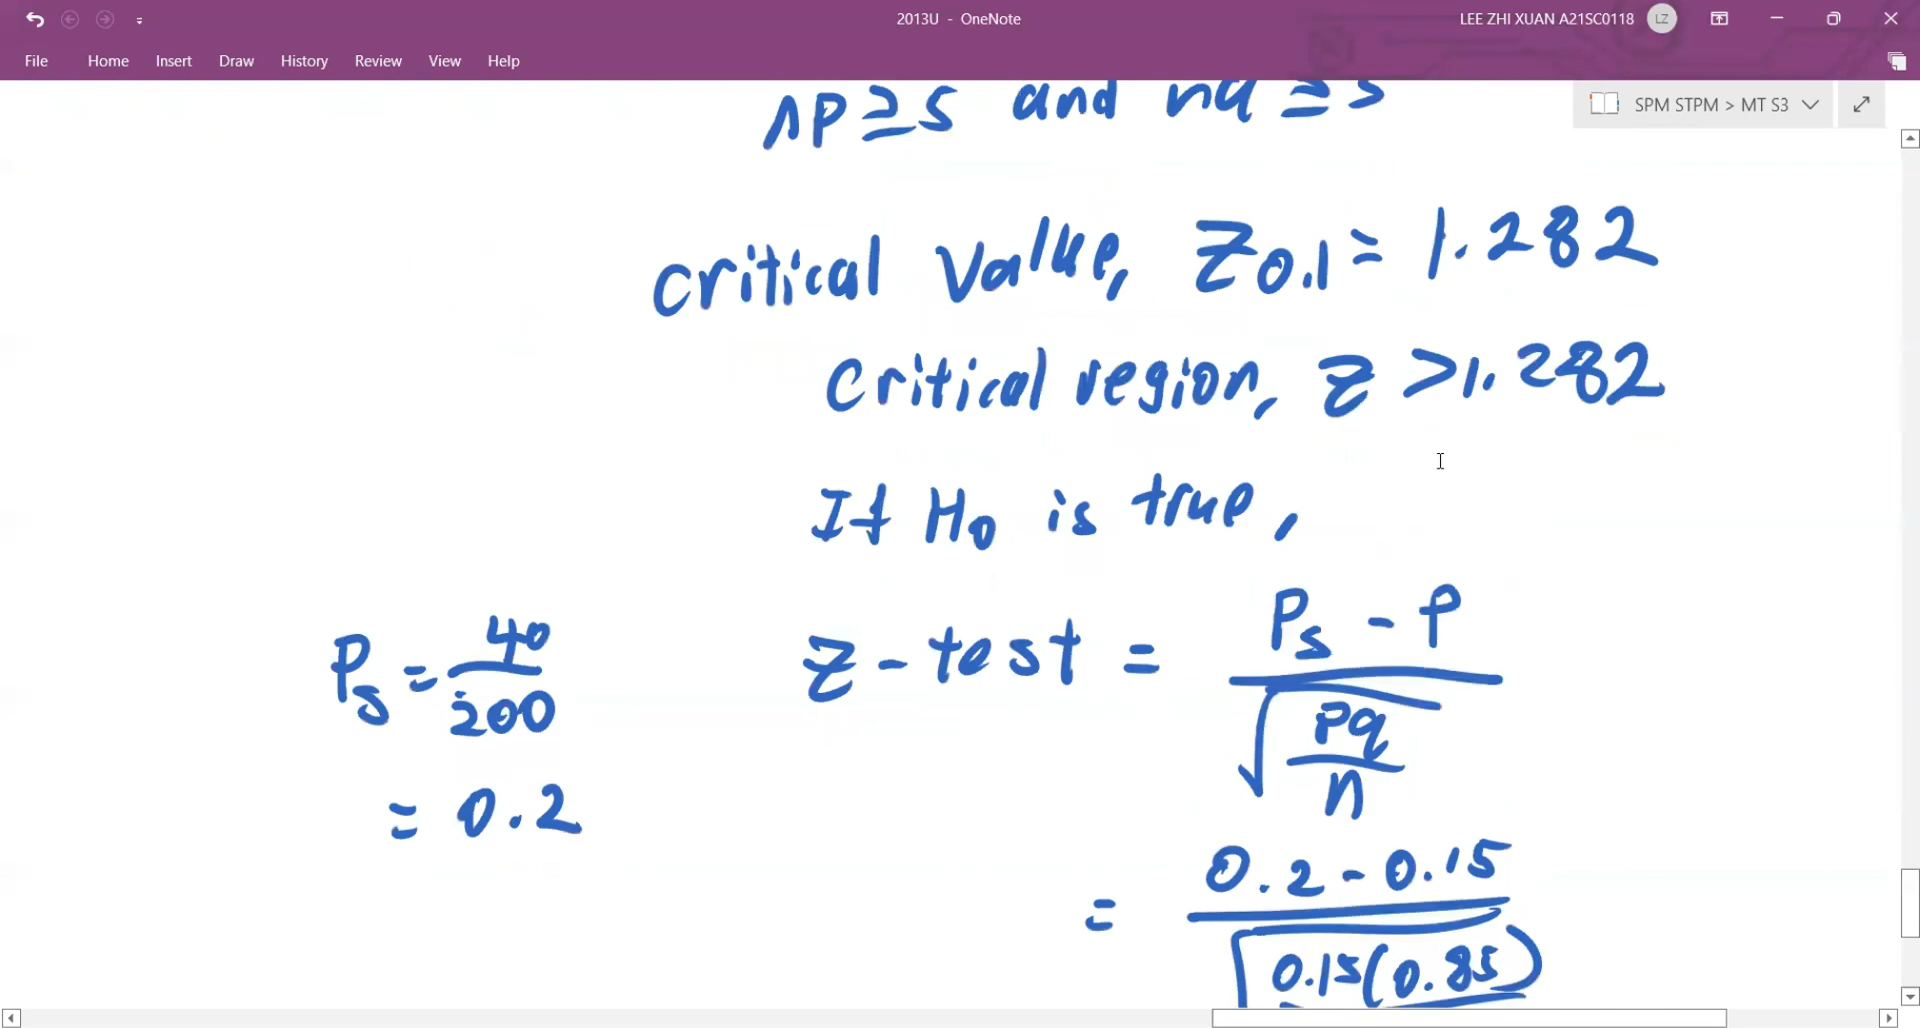 2013U - OneNote
LEE ZHI XUAN A21SC0118
LZ
File Home Insert Draw History Review View Help
SPM STPM > MT S3
np ≥ 5 and nq ≥ 5
critical value, Z0.1 = 1.282
critical region, Z > 1.282
If H0 is true,
Ps = 40/200
= 0.2
Z-test = (Ps - P)/√(pq/n)
= 0.2 - 0.15
0.15(0.85)